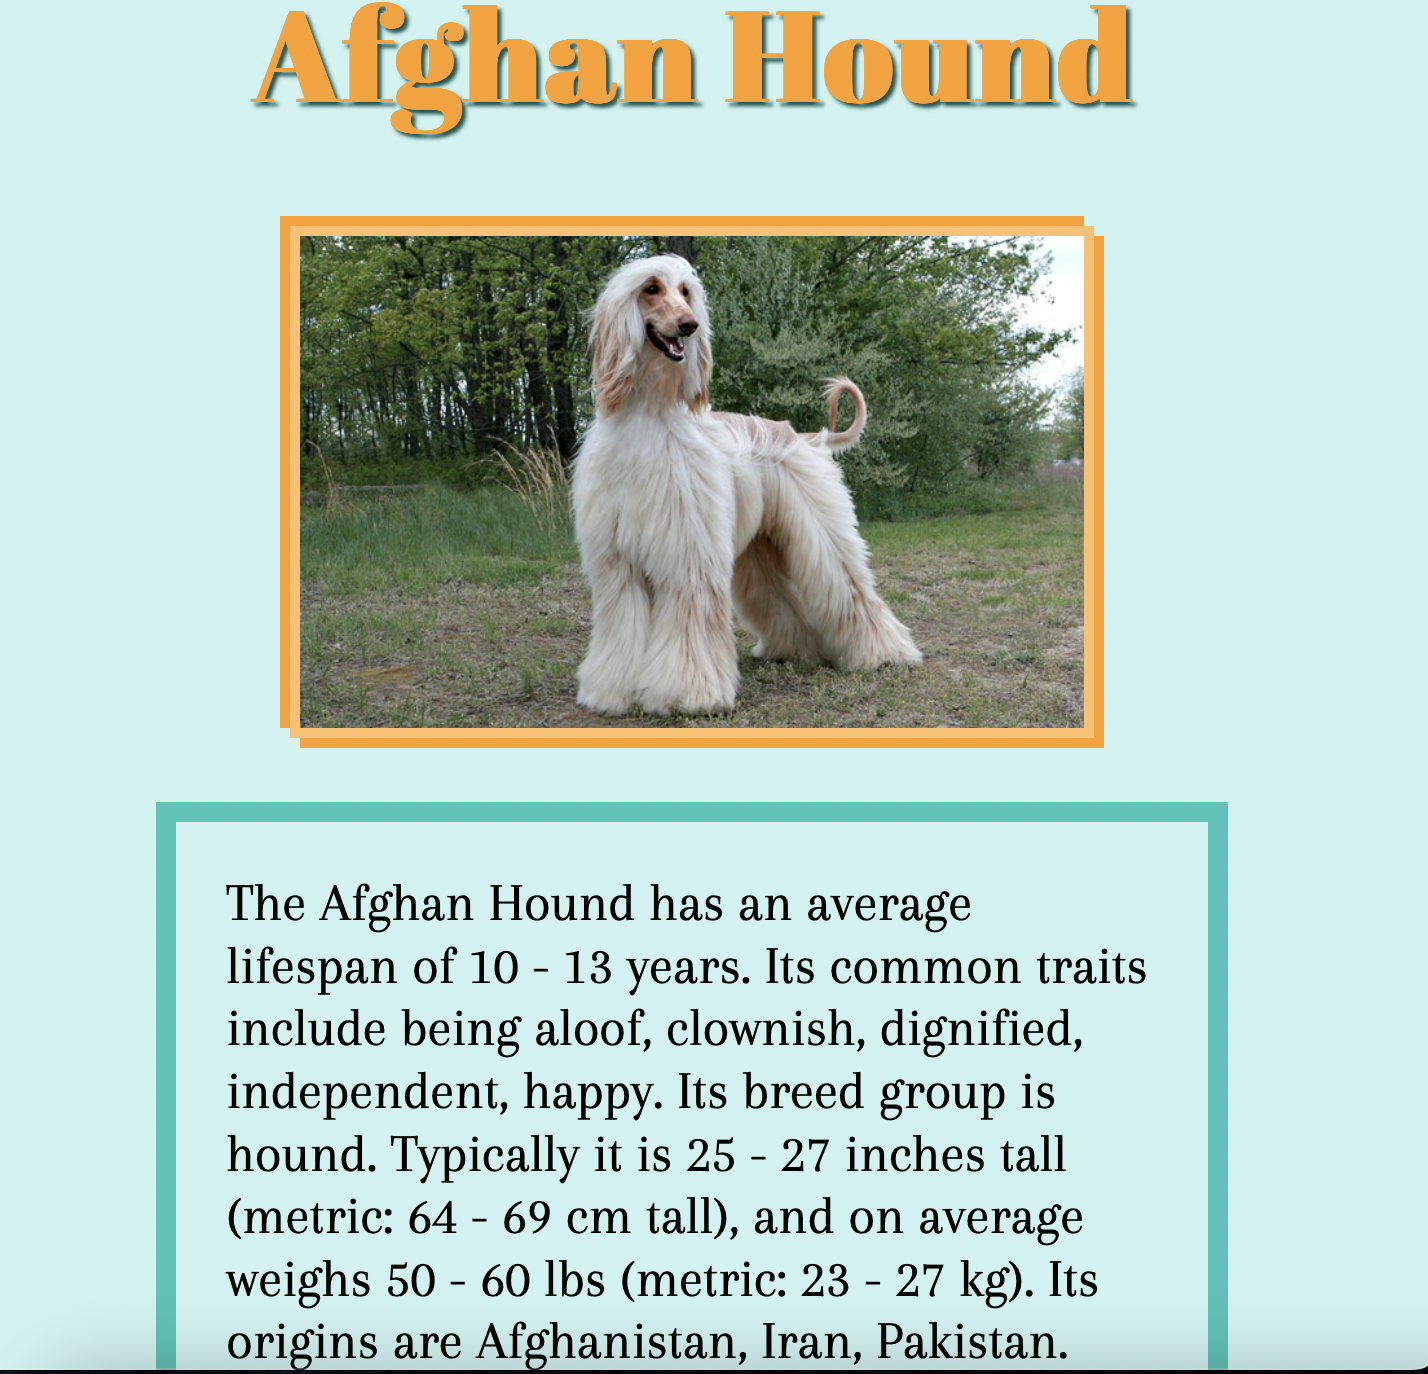 Afghan Hound
The Afghan Hound has an average
lifespan of 10 - 13 years. Its common traits
include being aloof, clownish, dignified,
independent, happy. Its breed group is
hound. Typically it is 25 - 27 inches tall
(metric: 64 - 69 cm tall), and on average
weighs 50 - 60 lbs (metric: 23 - 27 kg). Its
origins are Afghanistan, Iran, Pakistan.